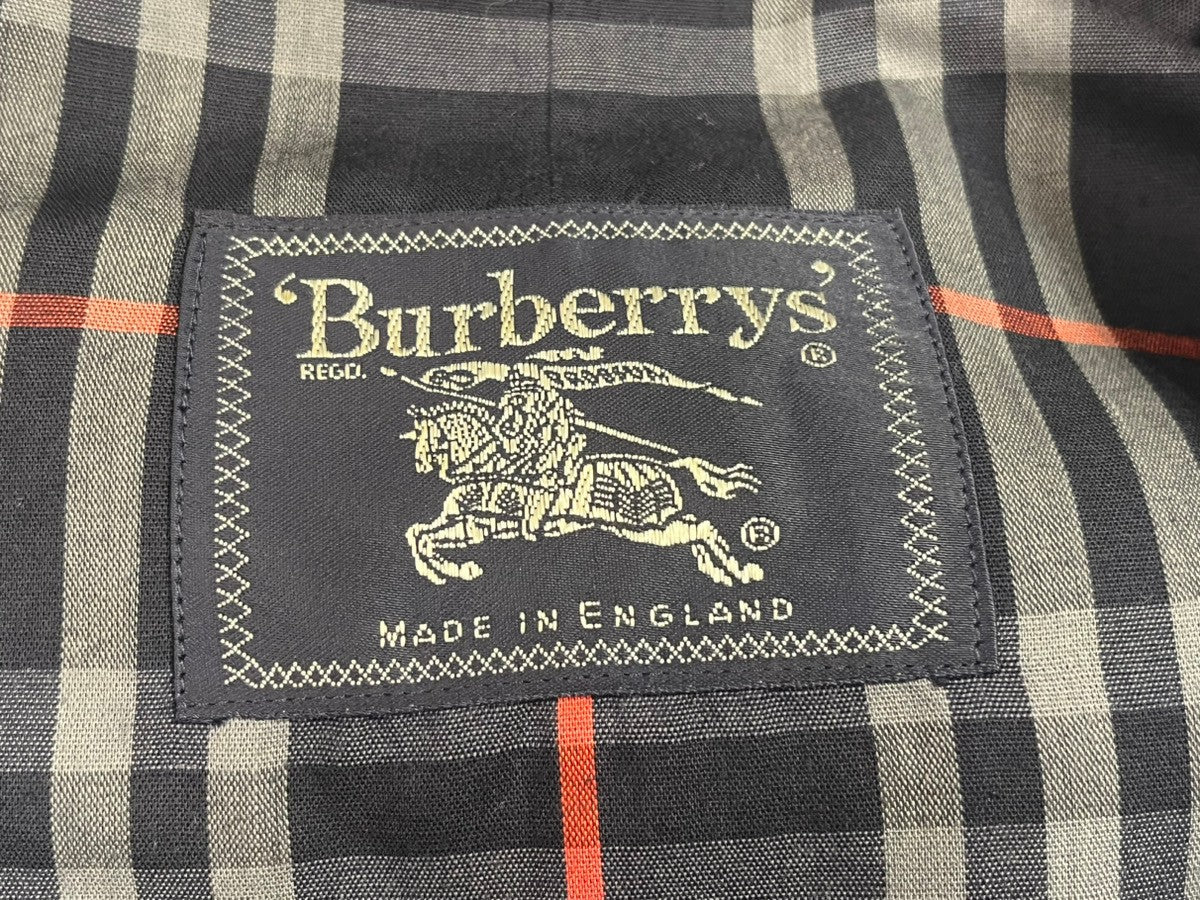 'Burberrys'
REGD. ®
®
MADE IN ENGLAND